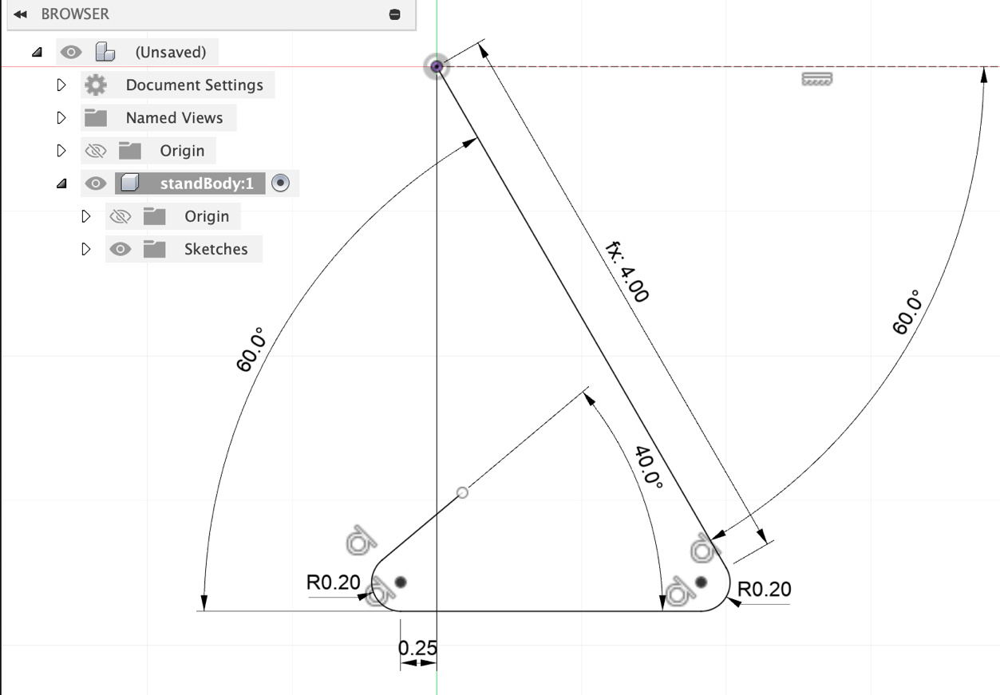 BROWSER
(Unsaved)
Document Settings
Named Views
Origin
standBody:1
Origin
Sketches
fx: 4.00
60.0°
60.0°
40.0°
R0.20
R0.20
0.25